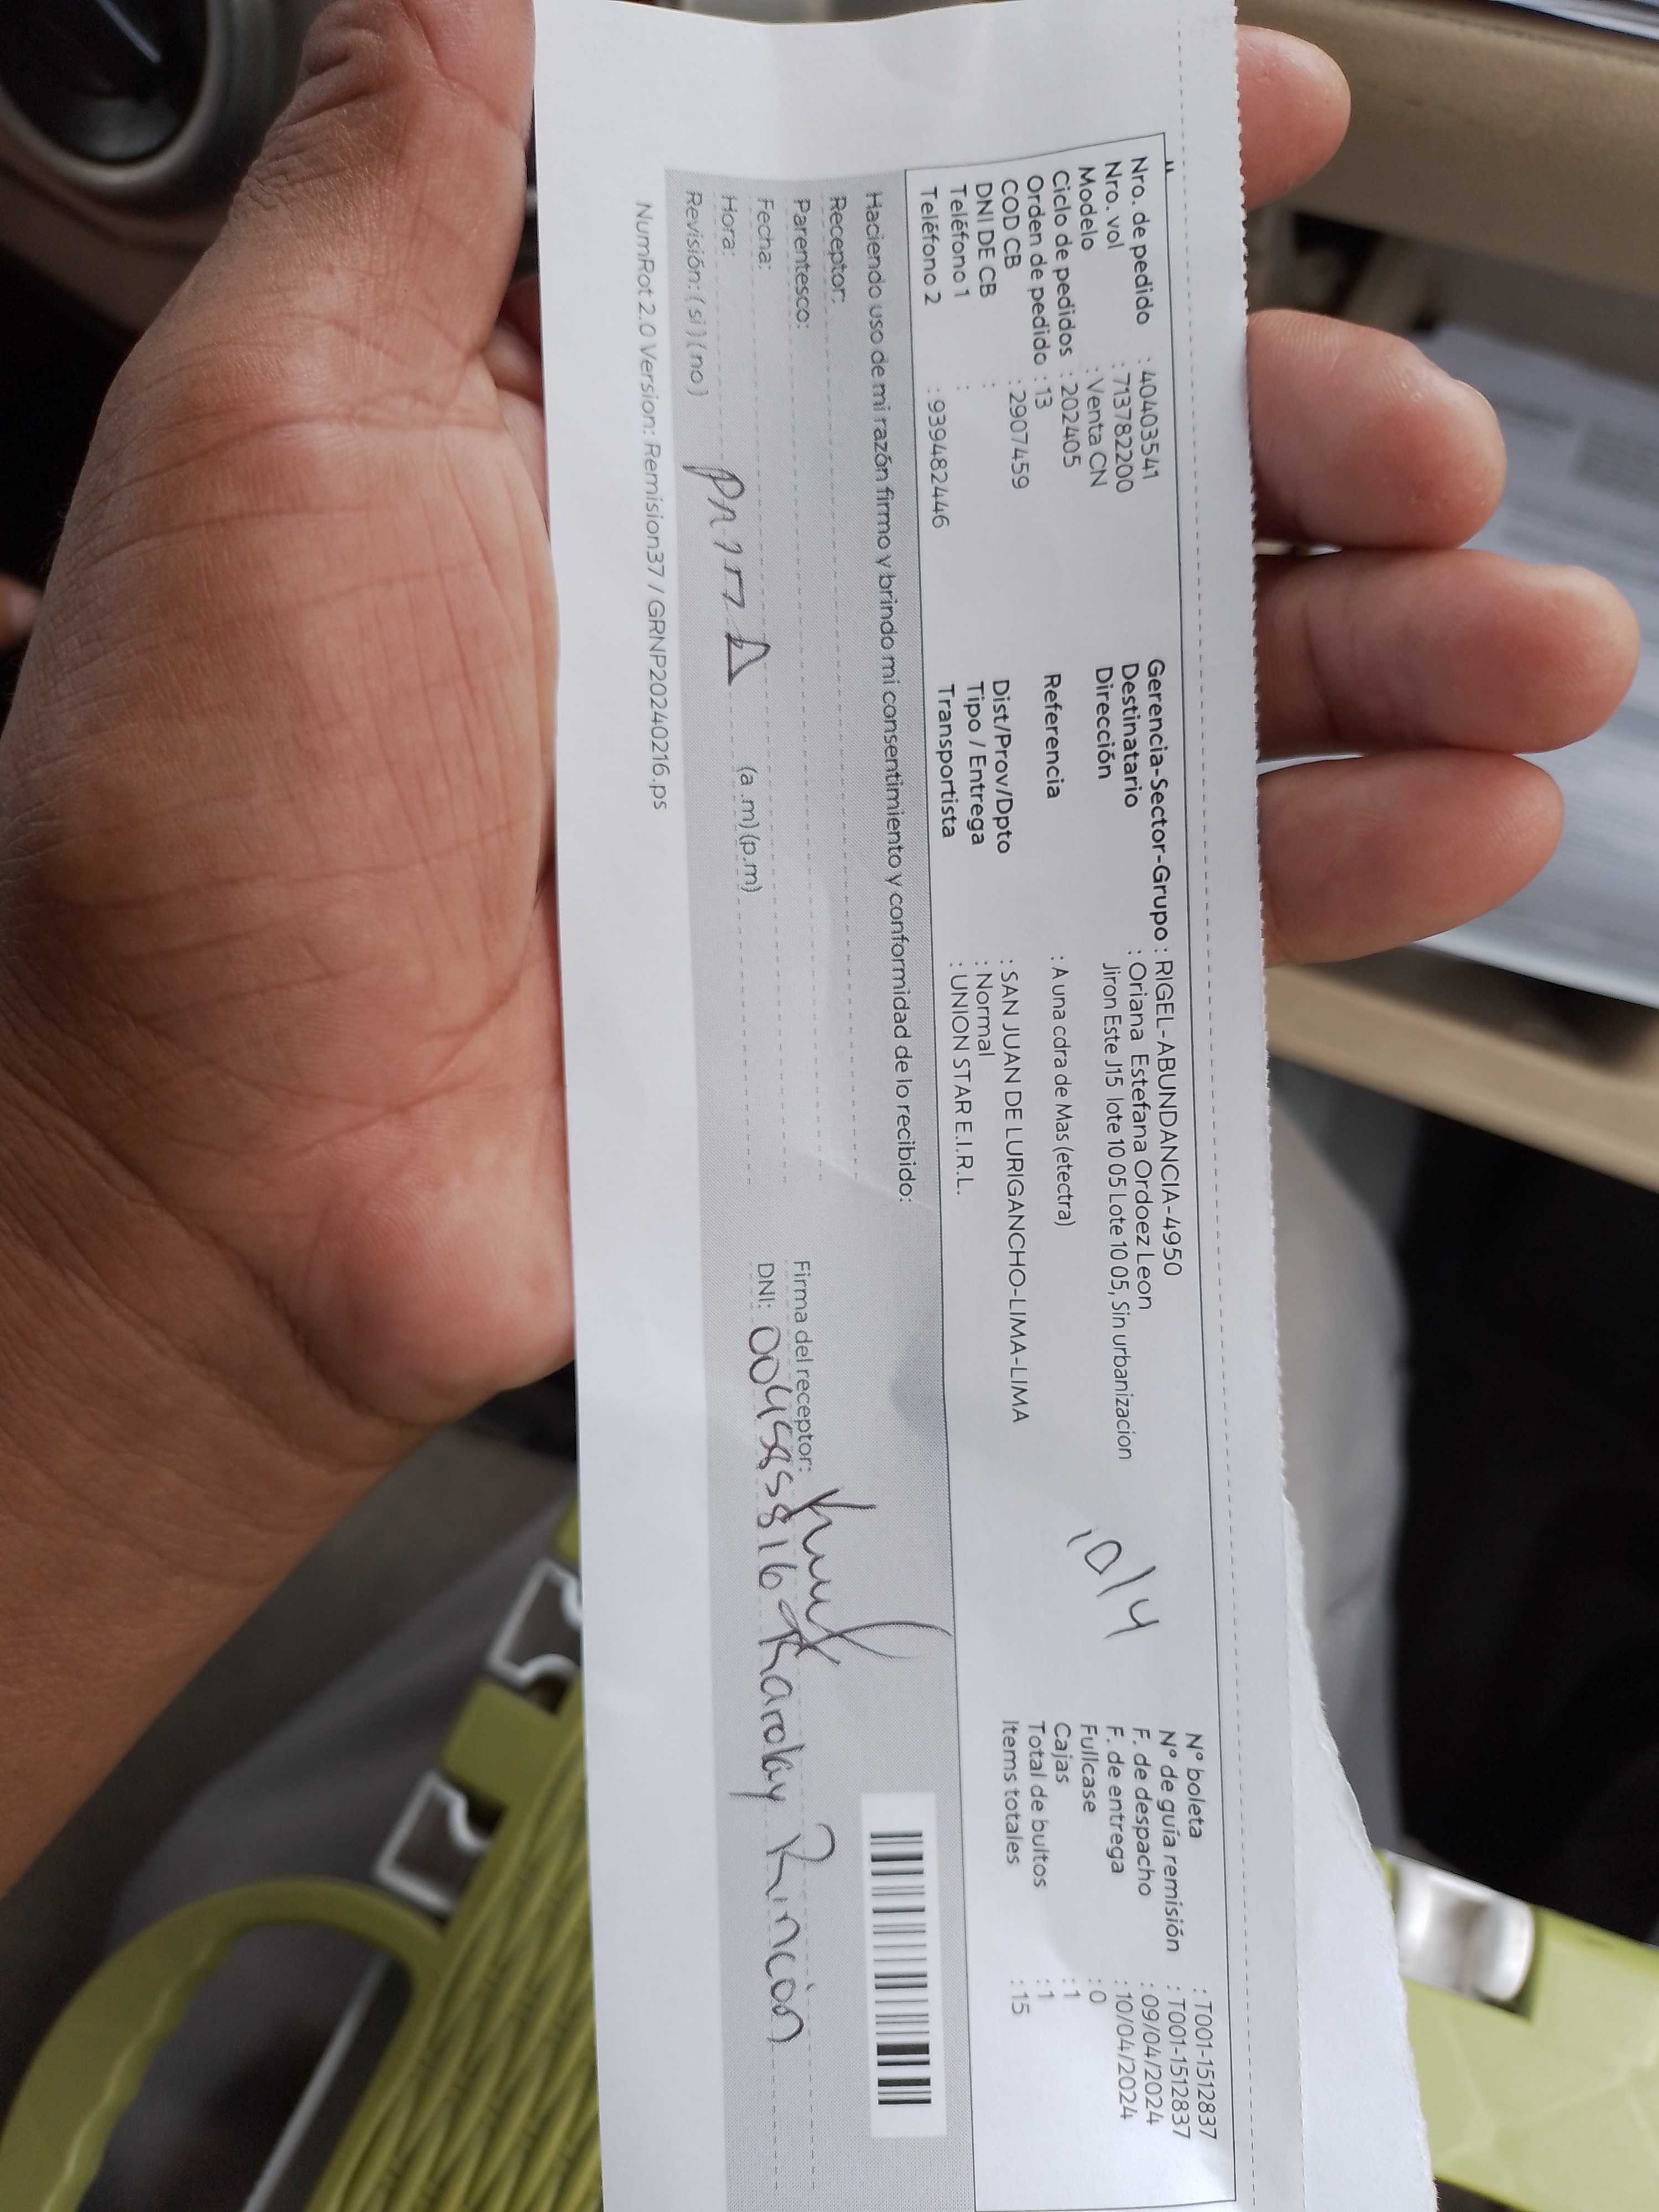 Nro. de pedido : 40403541
Nro. vol : 713782200
Modelo : Venta CN
Ciclo de pedidos : 202405
Orden de pedido : 13
COD CB : 2907459
DNI DE CB :
Teléfono 1 :
Teléfono 2 : 939482446
Gerencia-Sector-Grupo : RIGEL-ABUNDANCIA-4950
Destinatario : Oriana Estefana Ordoez Leon
Dirección Jiron Este J15 lote 10 05 Lote 10 05, Sin urbanizacion
Referencia : A una cdra de Mas (etectra)
Dist/Prov/Dpto : SAN JUAN DE LURIGANCHO-LIMA-LIMA
Tipo / Entrega : Normal
Transportista : UNION STAR E.I.R.L.
10/4
N° boleta : T001-1512837
N° de guía remisión : T001-1512837
F. de despacho : 09/04/2024
F. de entrega : 10/04/2024
Fullcase : 0
Cajas : 1
Total de bultos : 1
Items totales : 15
Haciendo uso de mi razón firmo y brindo mi consentimiento y conformidad de lo recibido:
Receptor:
Parentesco:
Fecha:
Hora: (a .m) (p.m)
Revisión: ( si ) ( no )
Firma del receptor:
DNI: 004585816 Karolay Rincon
NumRot.2.0 Version: Remision37 / GRNP20240216.ps